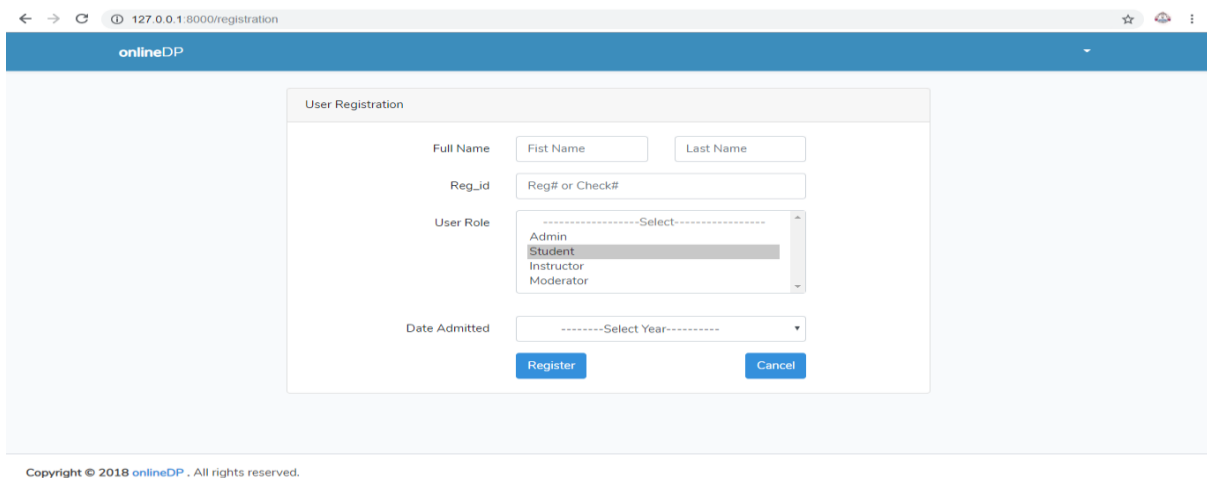 127.0.0.1:8000/registration
onlineDP
User Registration
Full Name Fist Name Last Name
Reg_id Reg# or Check#
User Role ------------------Select-----------------
Admin
Student
Instructor
Moderator
Date Admitted --------Select Year----------
Register Cancel
Copyright © 2018 onlineDP . All rights reserved.